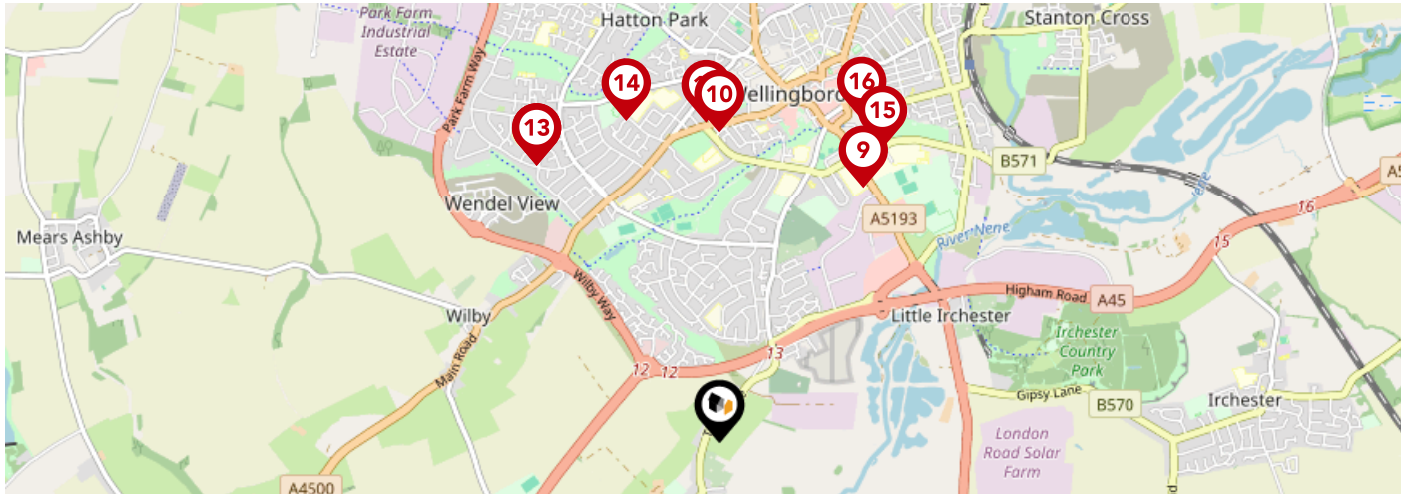 Park Farm
Industrial
Estate
Hatton Park
Stanton Cross
Park Farm Way
14
10
Wellingboro
16
15
13
9
B571
Wendel View
A5193
16
Mears Ashby
River Nene
15
Wilby Way
Higham Road
A45
Wilby
Little Irchester
Irchester
Country
Park
Main Road
13
12
12
Gipsy Lane
B570
Irchester
London
Road Solar
Farm
A4500